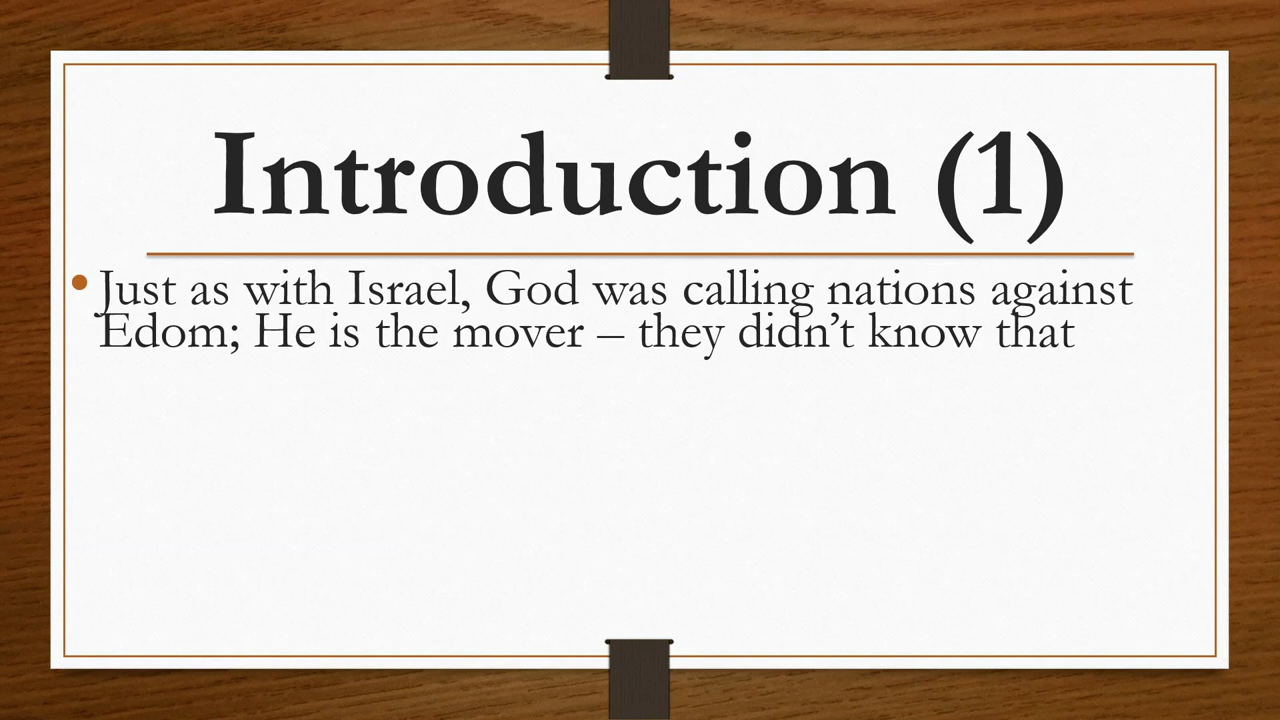 Introduction (1)
• Just as with Israel, God was calling nations against
Edom; He is the mover – they didn’t know that